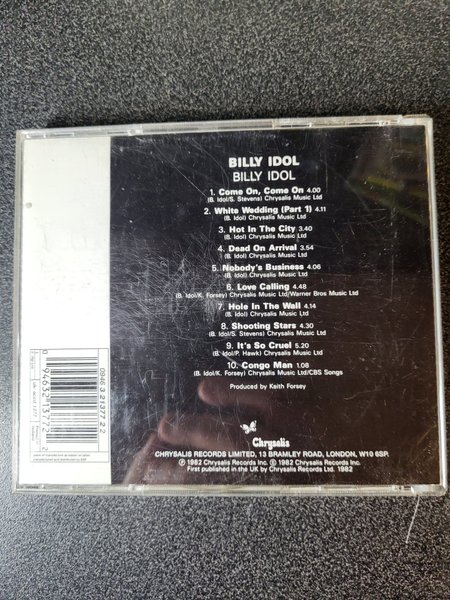 BILLY IDOL
BILLY IDOL
1. Come On, Come On 4.00
(B. Idol/S. Stevens) Chrysalis Music Ltd
2. White Wedding (Part 1) 4.11
(B. Idol) Chrysalis Music Ltd
3. Hot In The City 3.40
(B. Idol) Chrysalis Music Ltd
4. Dead On Arrival 3.54
(B. Idol) Chrysalis Music Ltd
5. Nobody's Business 4.06
(B. Idol) Chrysalis Music Ltd
6. Love Calling 4.48
(B. Idol/K. Forsey) Chrysalis Music Ltd/Warner Bros Music Ltd
7. Hole In The Wall 4.14
(B. Idol) Chrysalis Music Ltd
8. Shooting Stars 4.30
(B. Idol/S. Stevens) Chrysalis Music Ltd
9. It's So Cruel 5.20
(B. Idol/P. Hawk) Chrysalis Music Ltd
10. Congo Man 1.08
(B. Idol/K. Forsey) Chrysalis Music Ltd/CBS Songs
Produced by Keith Forsey
Chrysalis
CHRYSALIS RECORDS LIMITED, 13 BRAMLEY ROAD, LONDON, W10 6SP.
℗ 1982 Chrysalis Records Inc. © 1982 Chrysalis Records Inc.
First published in the UK by Chrysalis Records Ltd. 1982
0946 3 21377 2 2
0 94632 13772 2